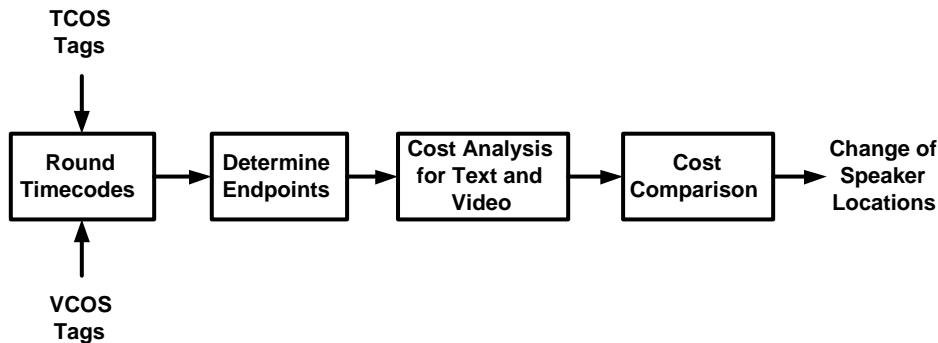 TCOS
Tags
Round
Timecodes
Determine
Endpoints
Cost Analysis
for Text and
Video
Cost
Comparison
Change of
Speaker
Locations
VCOS
Tags